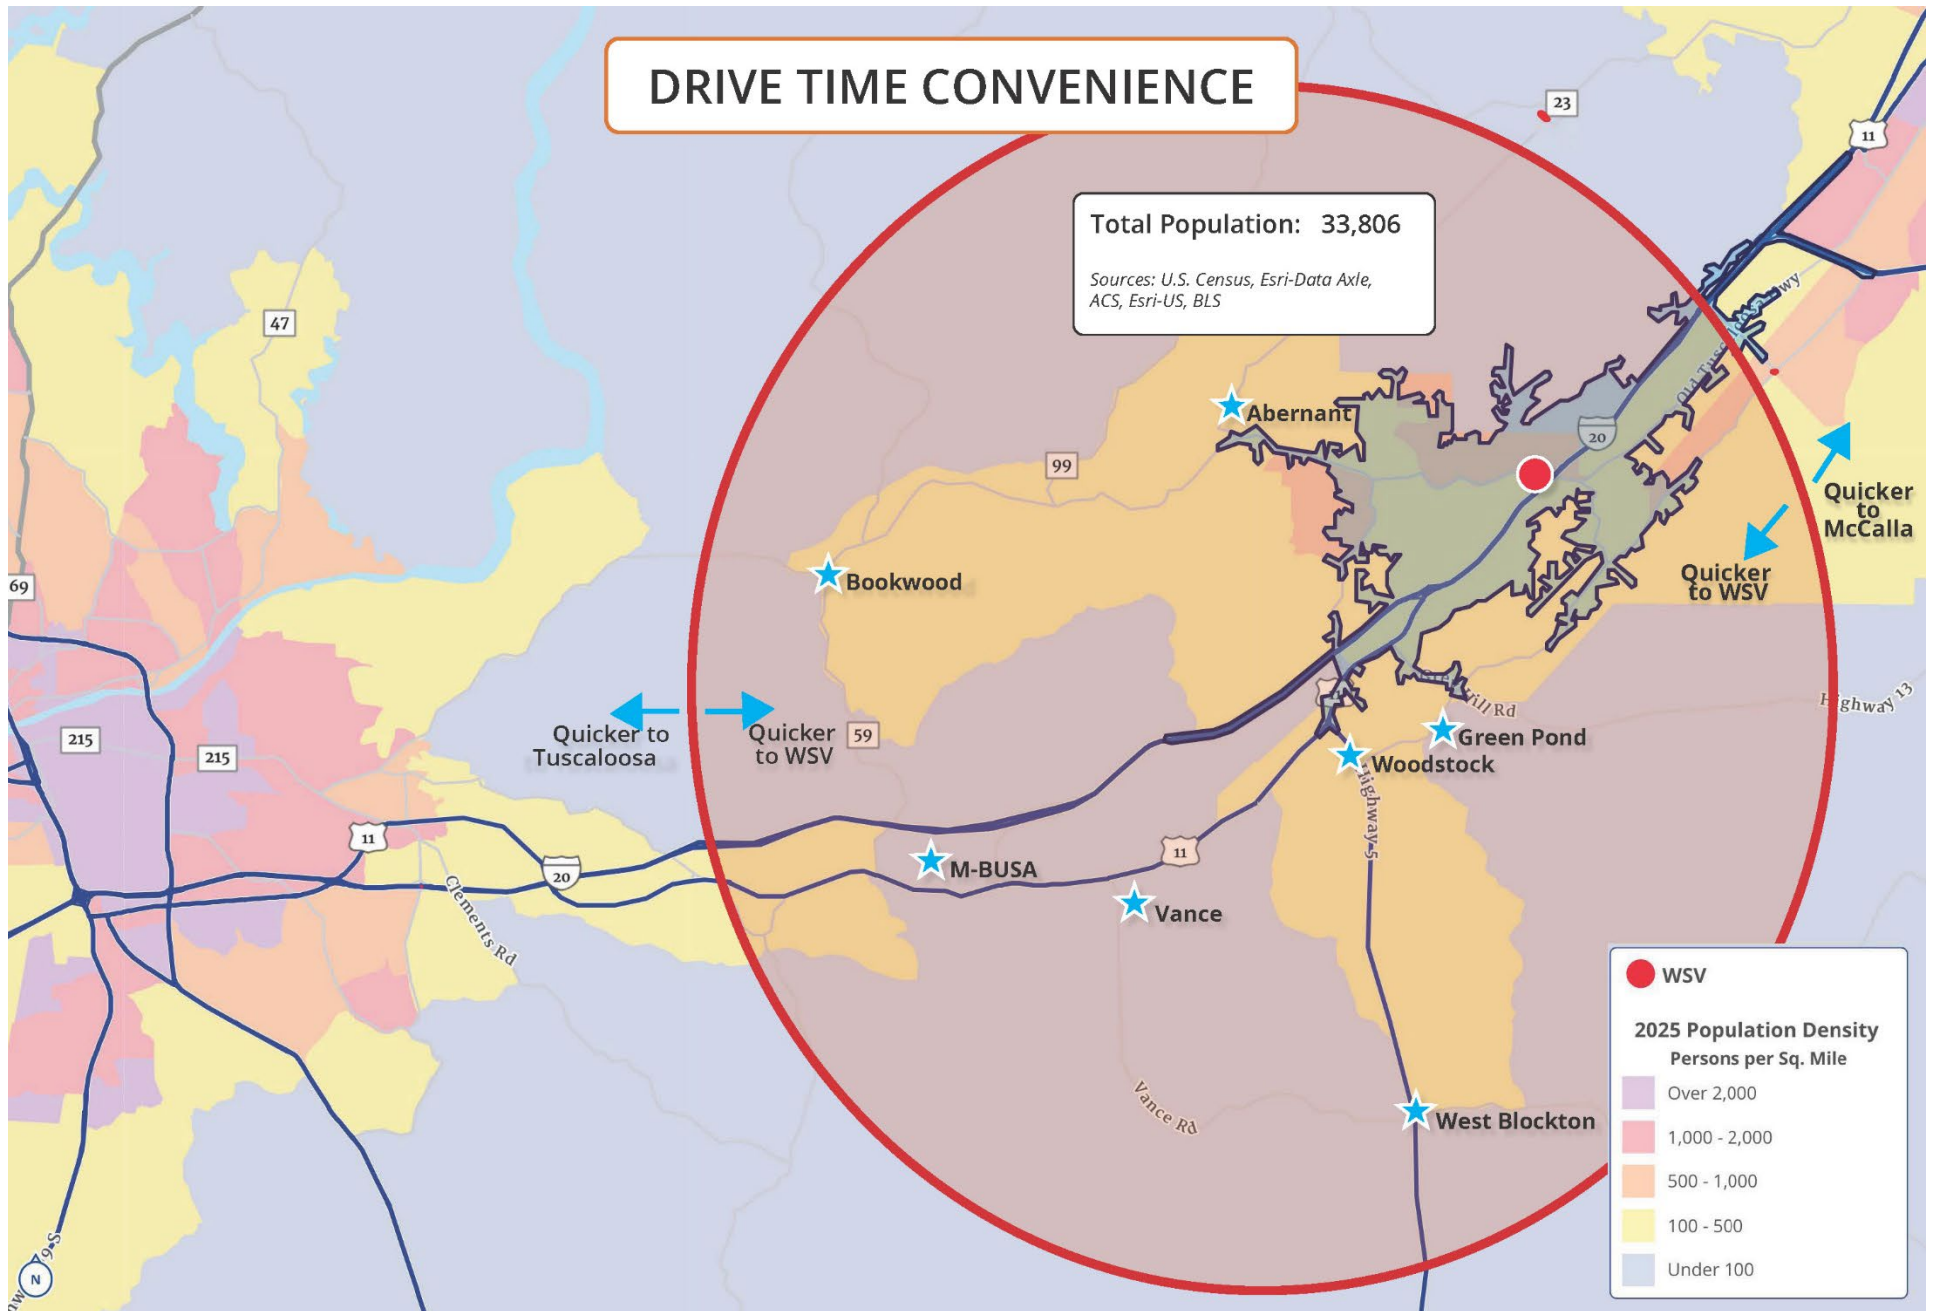 DRIVE TIME CONVENIENCE
23
11
Total Population: 33,806
Sources: U.S. Census, Esri-Data Axle,
ACS, Esri-US, BLS
47
Abernant
20
99
Quicker
to
McCalla
Bookwood
Quicker
to WSV
69
Highway 13
Quicker to
Tuscaloosa
Quicker
to WSV
59
215
215
Green Pond
Woodstock
Highway 5
11
11
20
M-BUSA
Vance
Clements Rd
Vance Rd
West Blockton
WSV
2025 Population Density
Persons per Sq. Mile
Over 2,000
1,000 - 2,000
500 - 1,000
100 - 500
Under 100
N